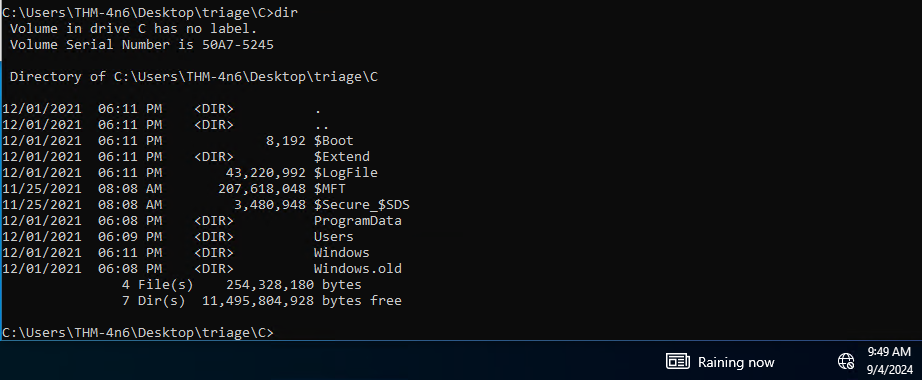 C:\Users\THM-4n6\Desktop\triage\C>dir
 Volume in drive C has no label.
 Volume Serial Number is 50A7-5245

 Directory of C:\Users\THM-4n6\Desktop\triage\C

12/01/2021  06:11 PM    <DIR>          .
12/01/2021  06:11 PM    <DIR>          ..
12/01/2021  06:11 PM             8,192 $Boot
12/01/2021  06:11 PM    <DIR>          $Extend
12/01/2021  06:11 PM        43,220,992 $LogFile
11/25/2021  08:08 AM       207,618,048 $MFT
11/25/2021  08:08 AM         3,480,948 $Secure_$SDS
12/01/2021  06:08 PM    <DIR>          ProgramData
12/01/2021  06:09 PM    <DIR>          Users
12/01/2021  06:11 PM    <DIR>          Windows
12/01/2021  06:08 PM    <DIR>          Windows.old
               4 File(s)    254,328,180 bytes
               7 Dir(s)  11,495,804,928 bytes free

C:\Users\THM-4n6\Desktop\triage\C>
Raining now
9:49 AM
9/4/2024